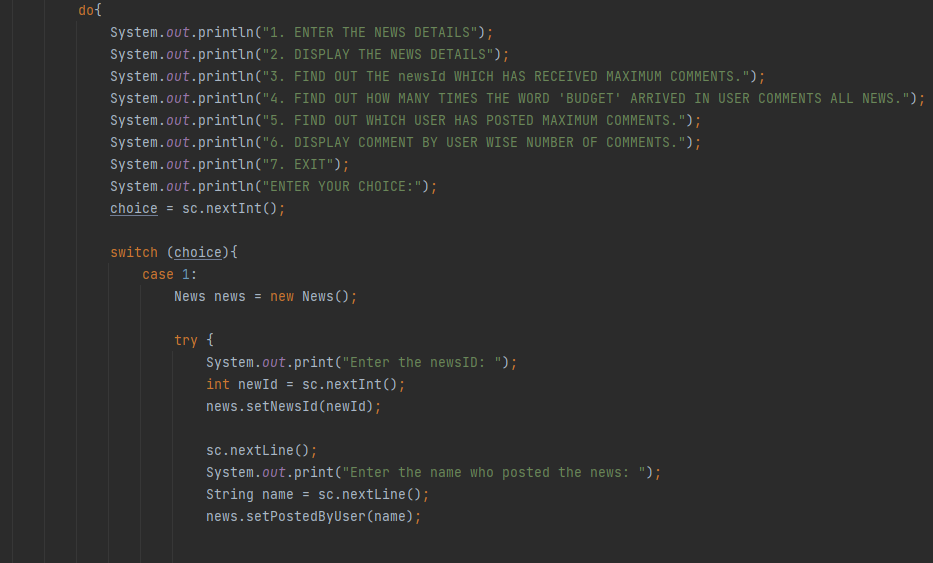 do{
System.out.println("1. ENTER THE NEWS DETAILS");
System.out.println("2. DISPLAY THE NEWS DETAILS");
System.out.println("3. FIND OUT THE newsId WHICH HAS RECEIVED MAXIMUM COMMENTS.");
System.out.println("4. FIND OUT HOW MANY TIMES THE WORD 'BUDGET' ARRIVED IN USER COMMENTS ALL NEWS.");
System.out.println("5. FIND OUT WHICH USER HAS POSTED MAXIMUM COMMENTS.");
System.out.println("6. DISPLAY COMMENT BY USER WISE NUMBER OF COMMENTS.");
System.out.println("7. EXIT");
System.out.println("ENTER YOUR CHOICE:");
choice = sc.nextInt();
switch (choice){
case 1:
News news = new News();
try {
System.out.print("Enter the newsID: ");
int newId = sc.nextInt();
news.setNewsId(newId);
sc.nextLine();
System.out.print("Enter the name who posted the news: ");
String name = sc.nextLine();
news.setPostedByUser(name);